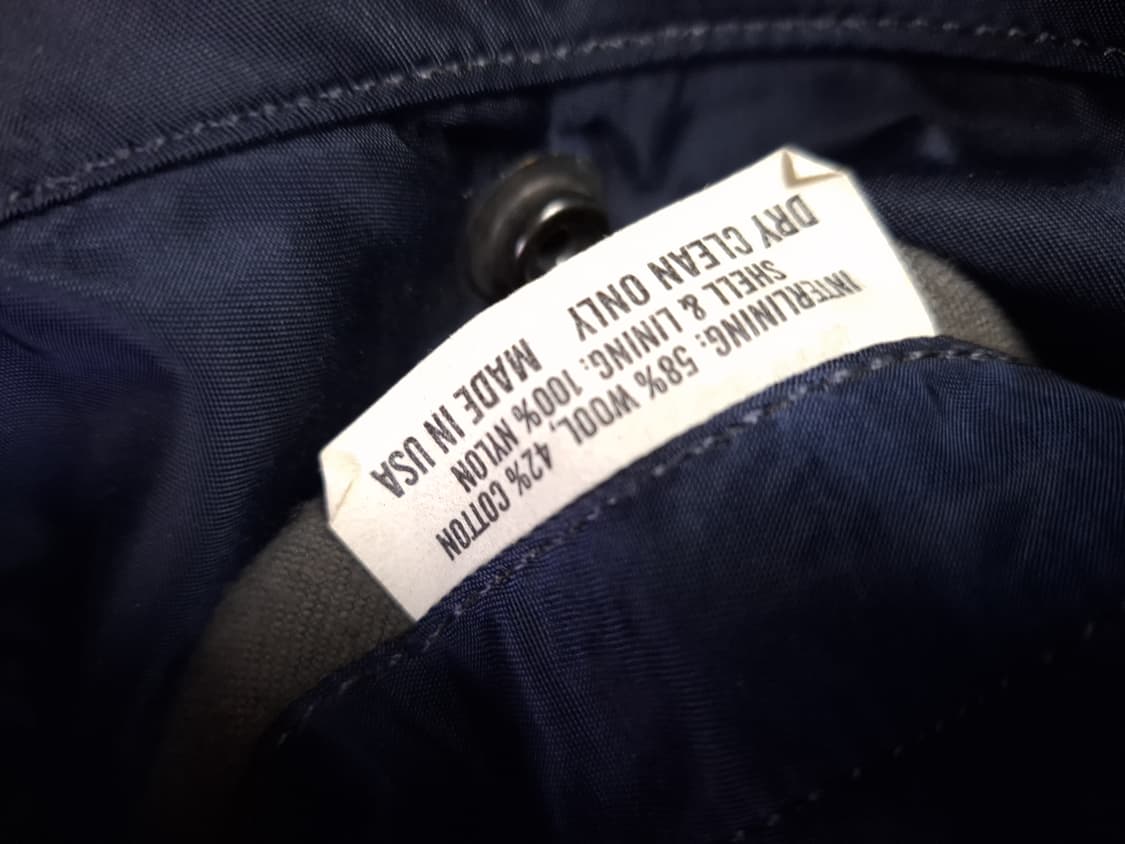 INTERLINING: 58% WOOL, 42% COTTON
SHELL & LINING: 100% NYLON
DRY CLEAN ONLY MADE IN USA